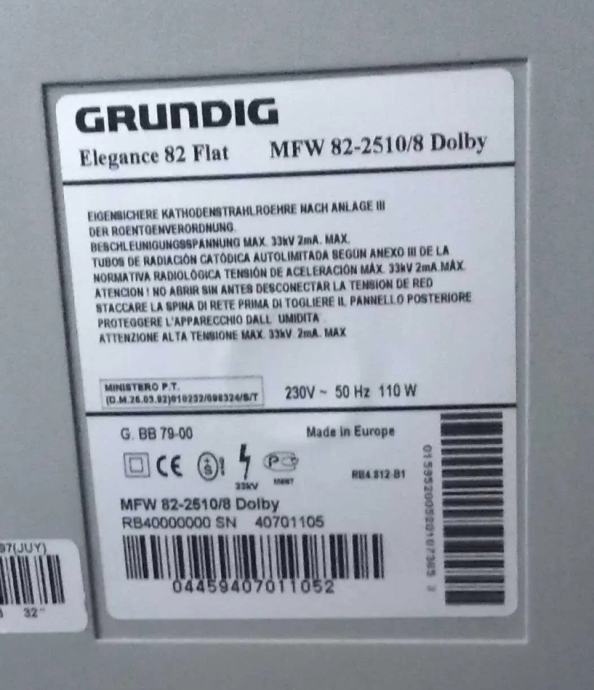 GRUNDIG
Elegance 82 Flat MFW 82-2510/8 Dolby
EIGENSICHERE KATHODENSTRAHLROEHRE NACH ANLAGE III
DER ROENTGENVERORDNUNG.
BESCHLEUNIGUNGSSPANNUNG MAX. 33kV 2mA. MAX.
TUBOS DE RADIACIÓN CATÓDICA AUTOLIMITADA SEGUN ANEXO III DE LA
NORMATIVA RADIOLÓGICA TENSIÓN DE ACELERACIÓN MÁX. 33kV 2mA.MÁX.
ATENCION ! NO ABRIR SIN ANTES DESCONECTAR LA TENSION DE RED
STACCARE LA SPINA DI RETE PRIMA DI TOGLIERE IL PANNELLO POSTERIORE
PROTEGGERE L'APPARECCHIO DALL UMIDITA
ATTENZIONE ALTA TENSIONE MAX. 33kV. 2mA. MAX
MINISTERO P.T.
230V ~ 50 Hz 110 W
G. BB 79-00 Made in Europe
CE
33kV
RB4.812-B1
MFW 82-2510/8 Dolby
RB40000000 SN 40701105
04459407011052
97(JUY)
32"